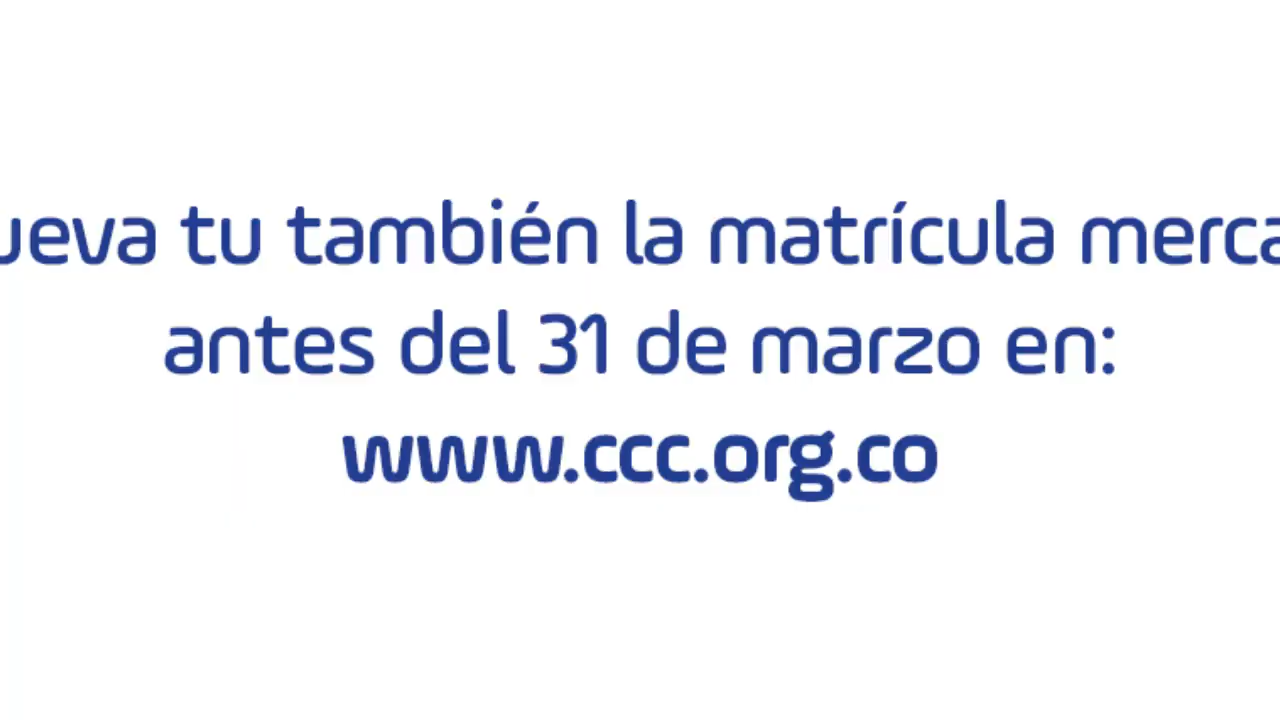 ueva tu también la matrícula merca
antes del 31 de marzo en:
www.ccc.org.co